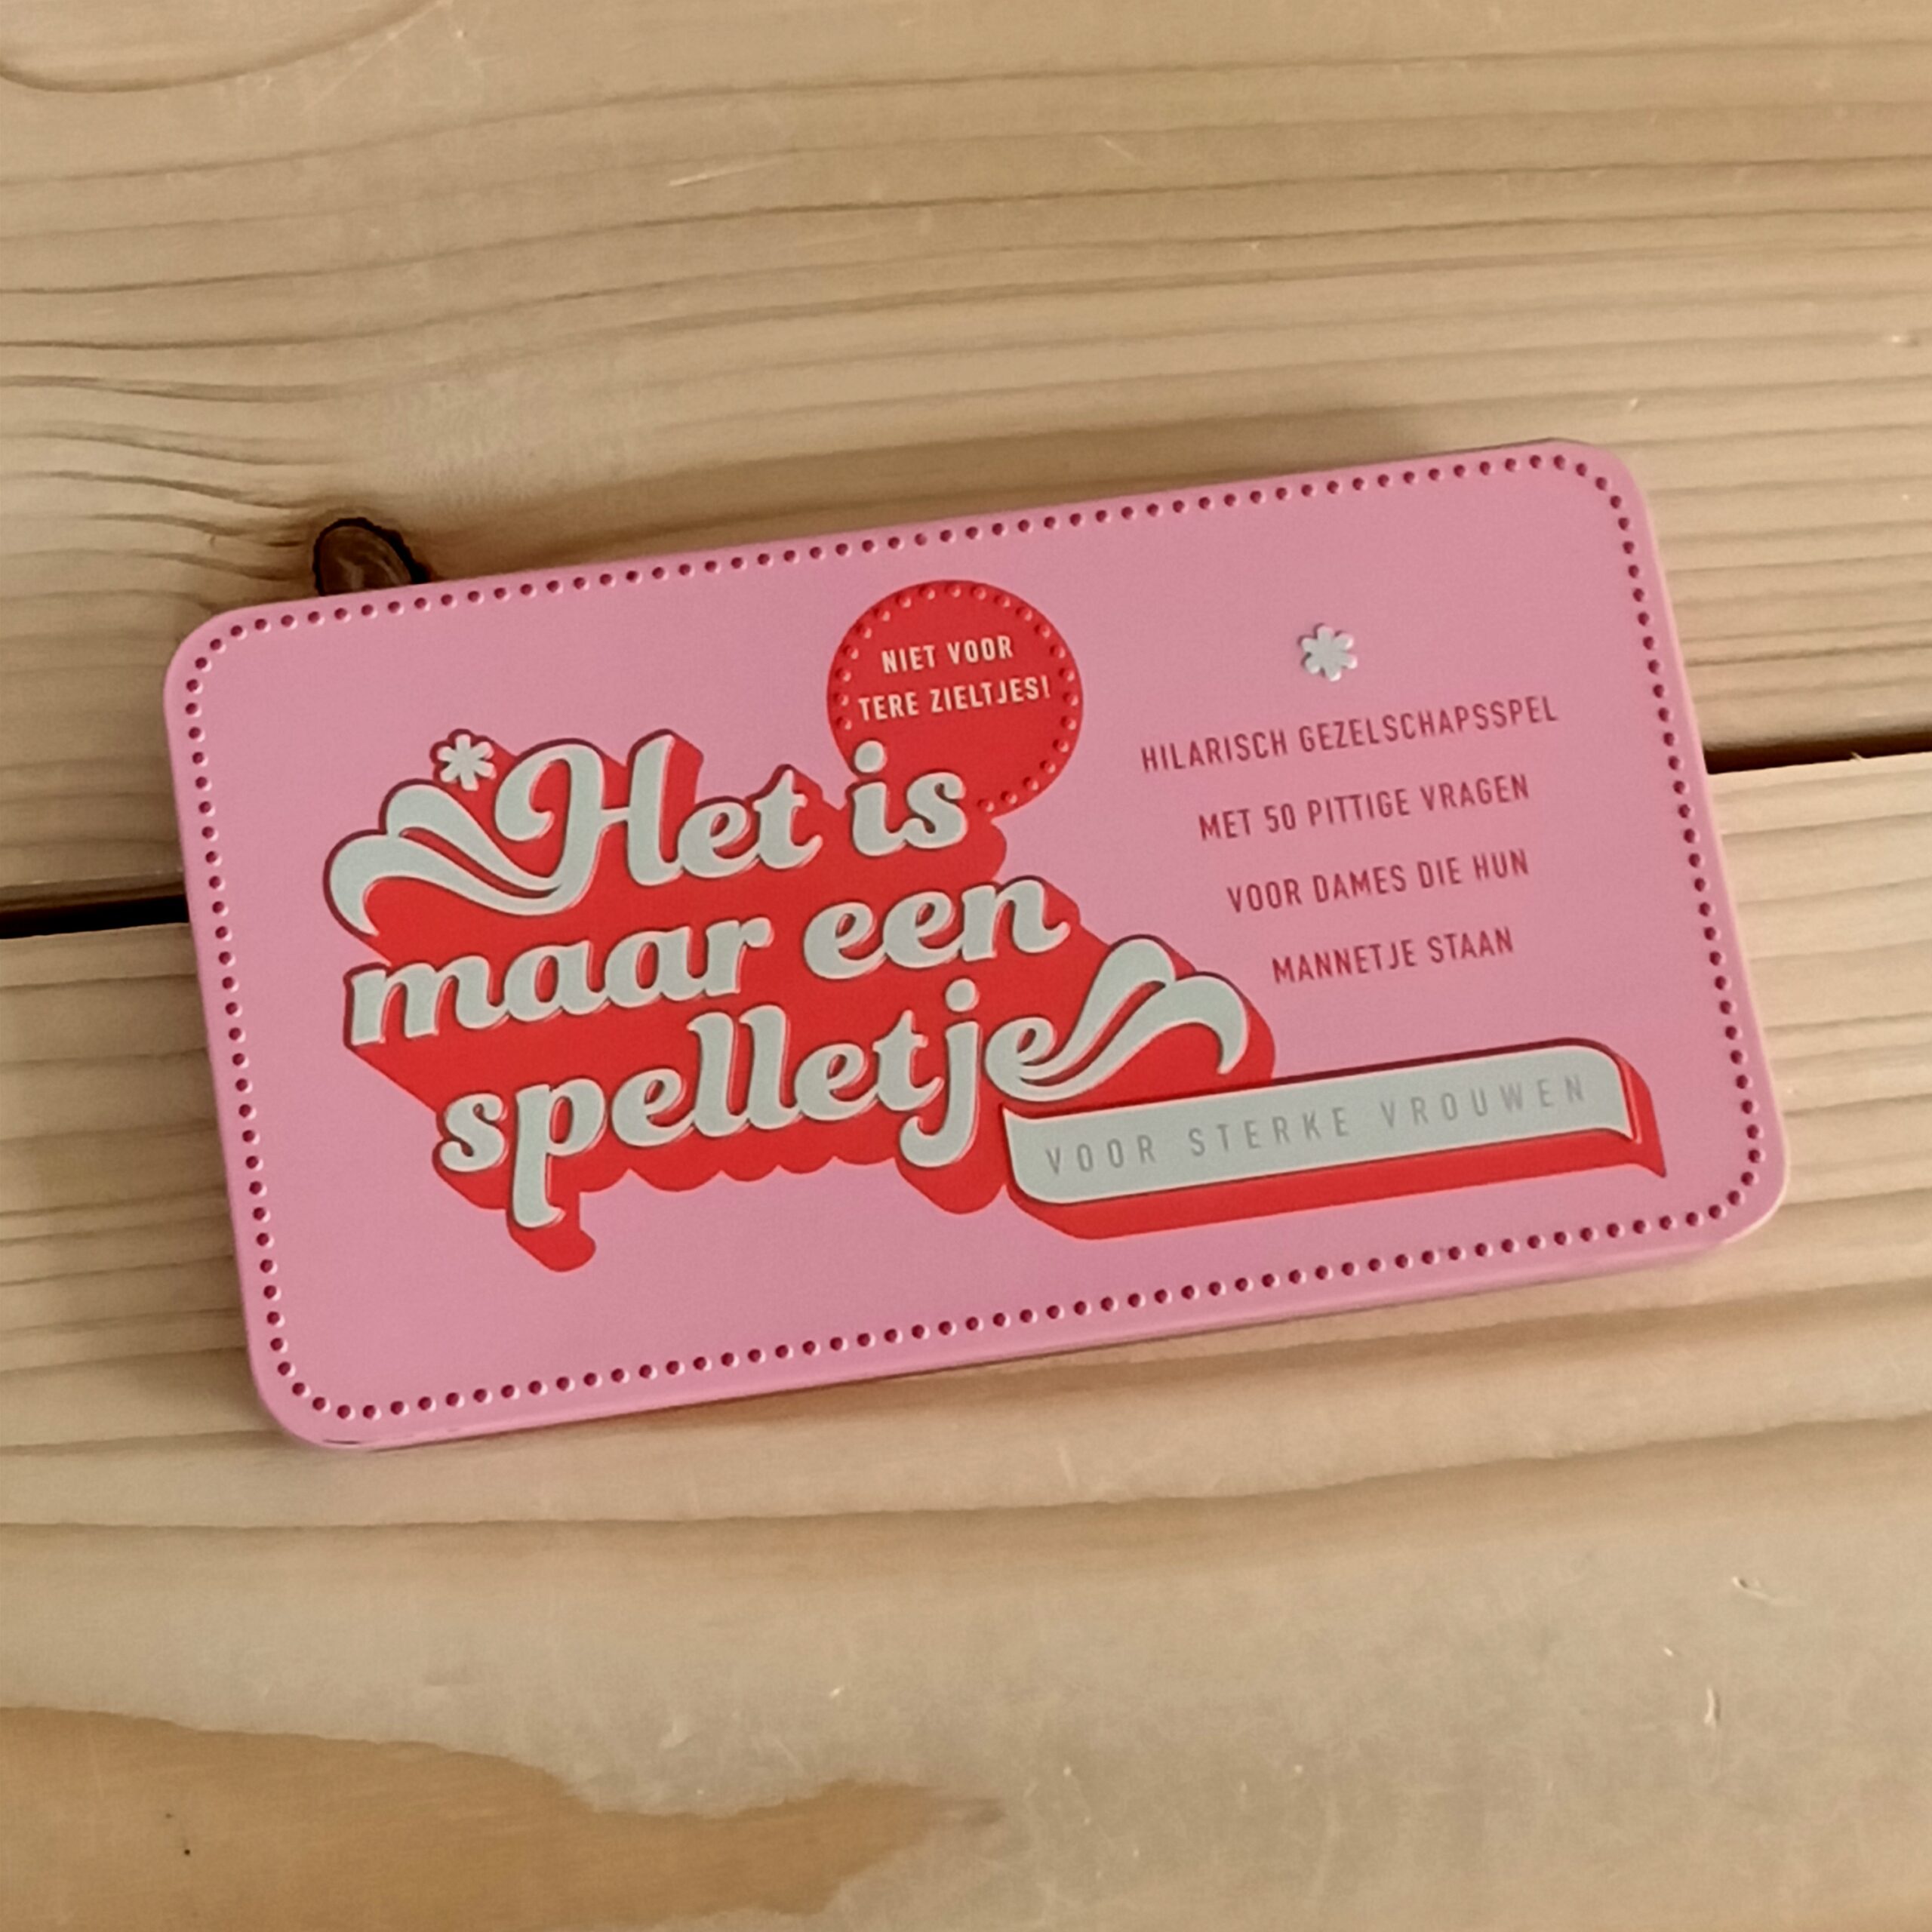 NIET VOOR
TERE ZIELTJES!
*Het is
maar een
spelletje
VOOR STERKE VROUWEN
*
HILARISCH GEZELSCHAPSSPEL
MET 50 PITTIGE VRAGEN
VOOR DAMES DIE HUN
MANNETJE STAAN